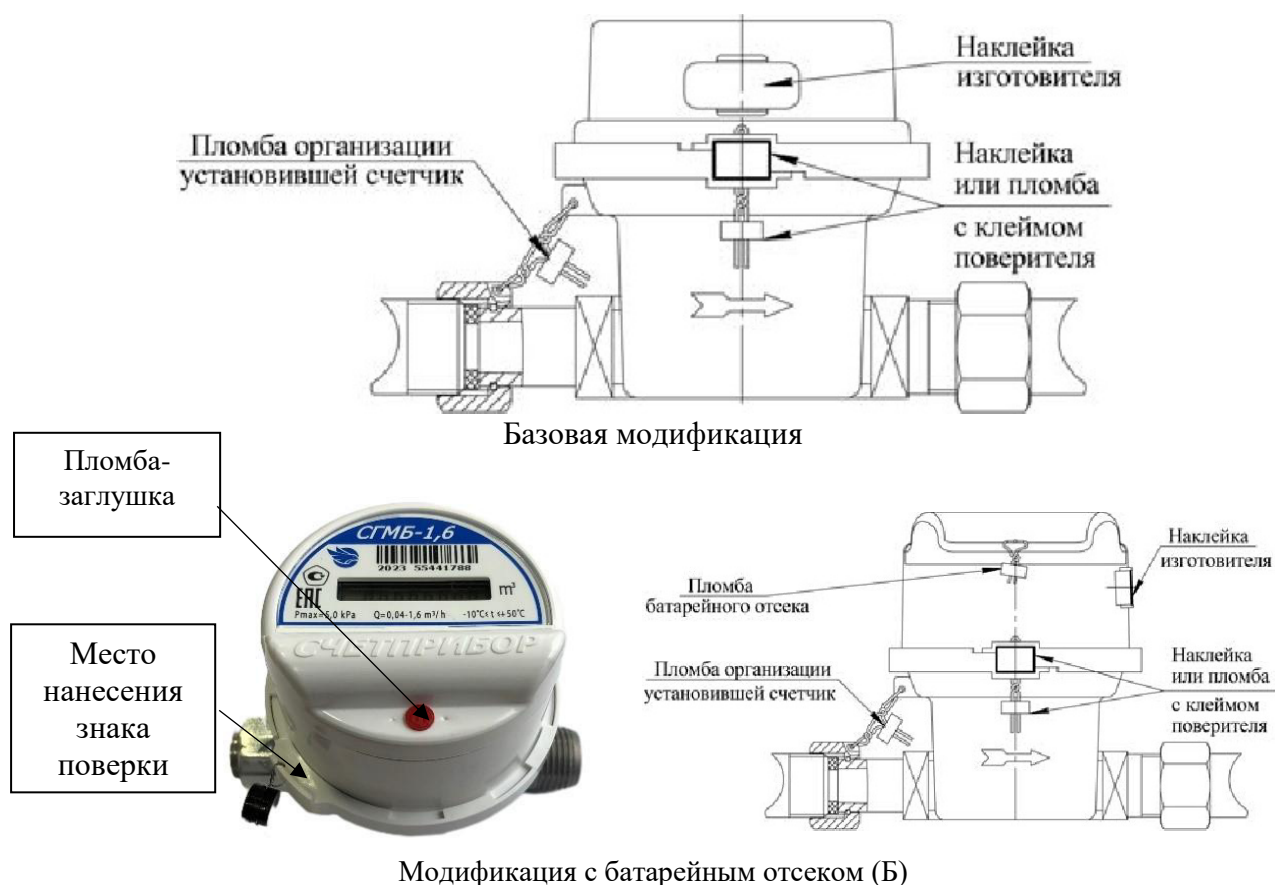 Наклейка
изготовителя
Пломба организации
установившей счетчик
Наклейка
или пломба
с клеймом
поверителя
Базовая модификация
Пломба-
заглушка
Место
нанесения
знака
поверки
СГМБ-1,6
2023 55441788
m³
EAC
Pmax=5,0 kPa Q=0,04-1,6 m³/h -10°C≤t≤+50°C
СЧЕТПРИБОР
Пломба
батарейного отсека
Наклейка
изготовителя
Пломба организации
установившей счетчик
Наклейка
или пломба
с клеймом
поверителя
Модификация с батарейным отсеком (Б)